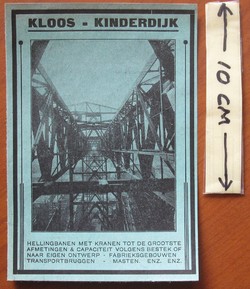 KLOOS - KINDERDIJK
10 CM
HELLINGBANEN MET KRANEN TOT DE GROOTSTE
AFMETINGEN & CAPACITEIT VOLGENS BESTEK OF
NAAR EIGEN ONTWERP - FABRIEKSGEBOUWEN
TRANSPORTBRUGGEN - MASTEN. ENZ. ENZ.